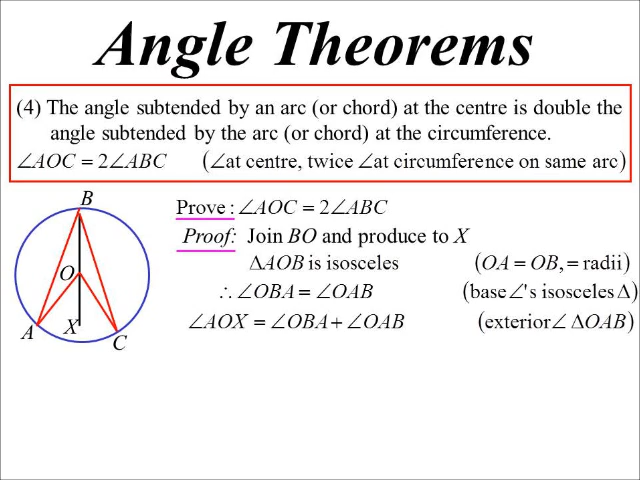 Angle Theorems
(4) The angle subtended by an arc (or chord) at the centre is double the
angle subtended by the arc (or chord) at the circumference.
∠AOC = 2∠ABC (∠at centre, twice ∠at circumference on same arc)
B
O
A
X
C
Prove : ∠AOC = 2∠ABC
Proof: Join BO and produce to X
ΔAOB is isosceles (OA = OB, = radii)
∴ ∠OBA = ∠OAB (base∠'s isosceles Δ)
∠AOX = ∠OBA + ∠OAB (exterior∠ ΔOAB)